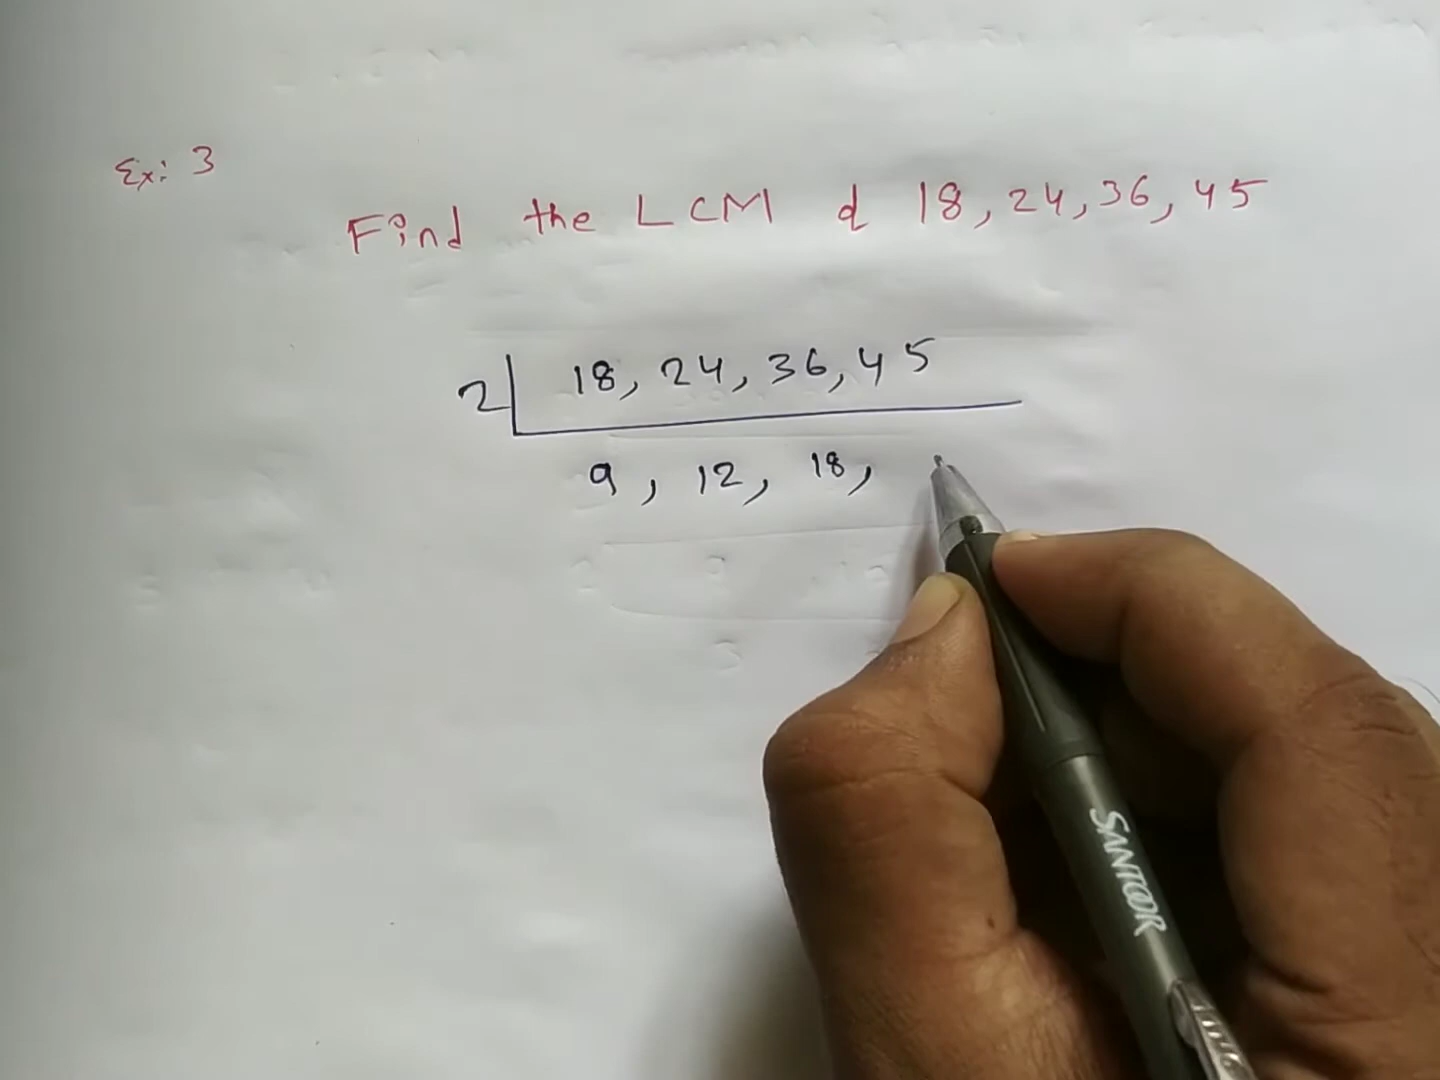 Ex: 3
Find the LCM of 18, 24, 36, 45
2 18, 24, 36, 45
9, 12, 18,
SANTOOR